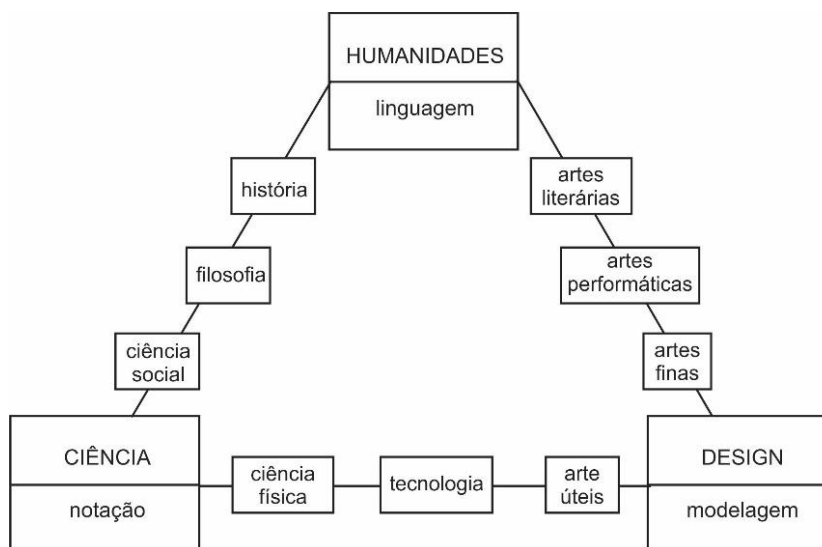 HUMANIDADES
linguagem
história
artes
literárias
filosofia
artes
performáticas
ciência
social
artes
finas
CIÊNCIA
notação
ciência
física
tecnologia
arte
úteis
DESIGN
modelagem